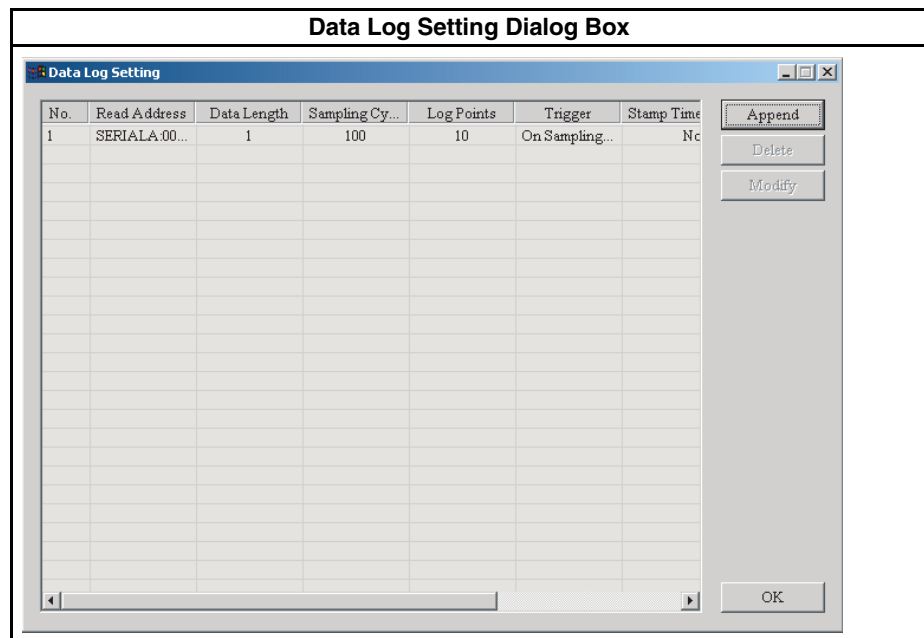 Data Log Setting Dialog Box
Data Log Setting
No. Read Address Data Length Sampling Cy... Log Points Trigger Stamp Time
1 SERIALA:00... 1 100 10 On Sampling... No
Append
Delete
Modify
OK